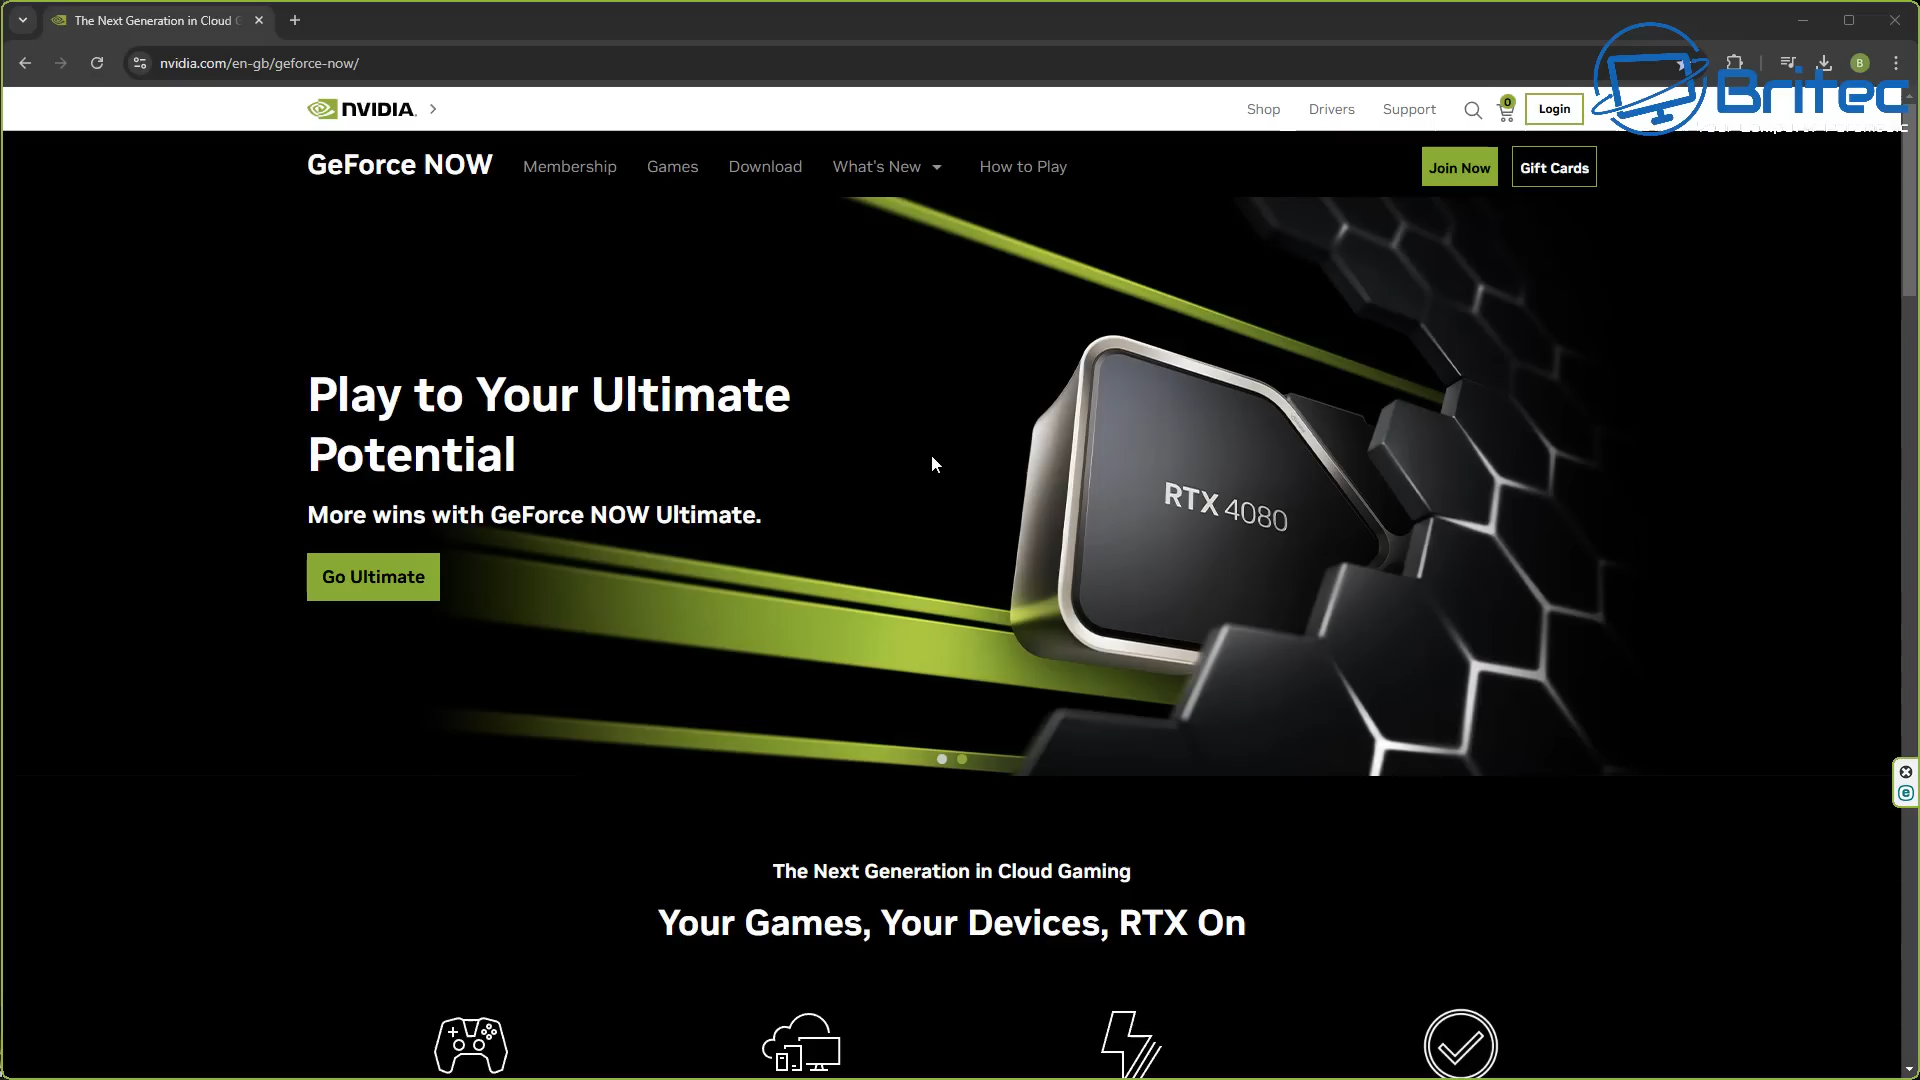 The Next Generation in Cloud G
nvidia.com/en-gb/geforce-now/
B
Britec
NVIDIA.
Shop
Drivers
Support
0
Login
GeForce NOW
Membership
Games
Download
What's New
How to Play
Join Now
Gift Cards
Play to Your Ultimate
Potential
More wins with GeForce NOW Ultimate.
Go Ultimate
RTX 4080
The Next Generation in Cloud Gaming
Your Games, Your Devices, RTX On